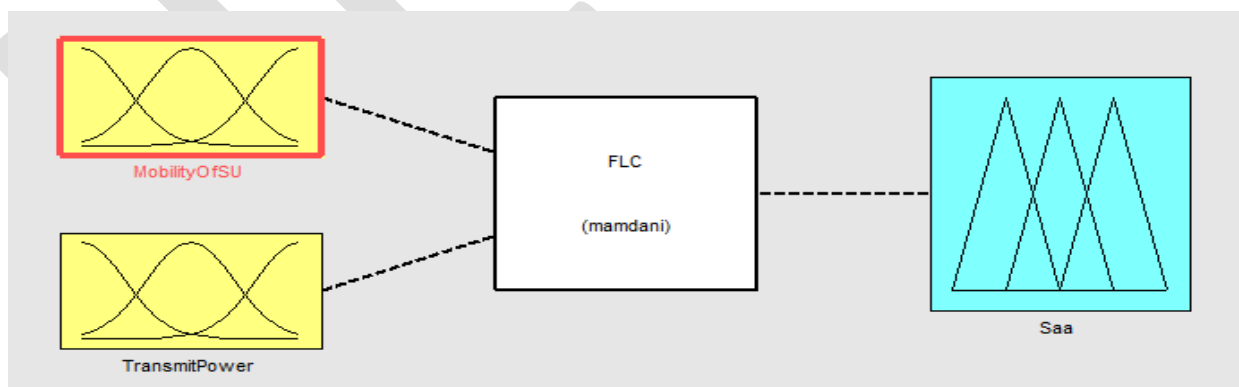 MobilityOfSU
FLC
(mamdani)
Saa
TransmitPower